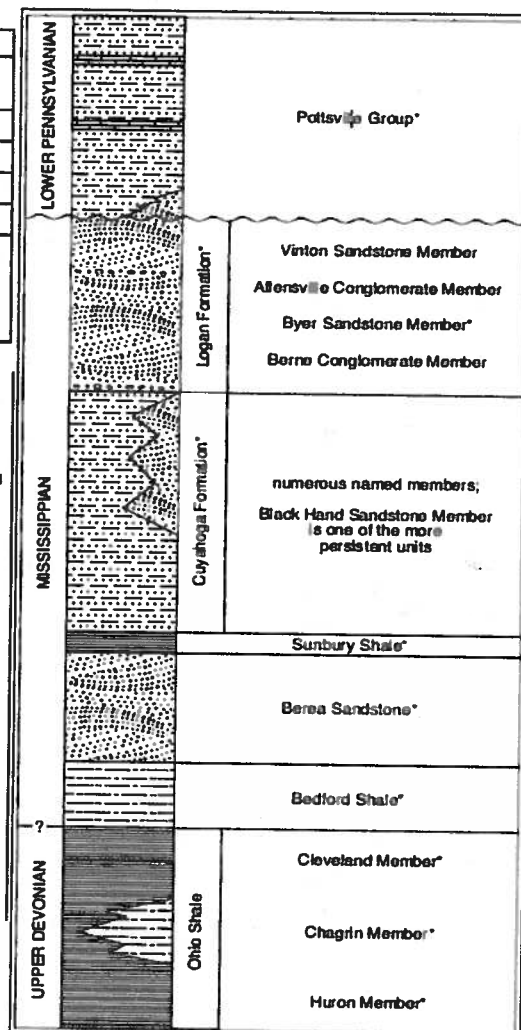 LOWER PENNSYLVANIAN
Pottsville Group*
MISSISSIPPIAN
Logan Formation*
Vinton Sandstone Member
Allensville Conglomerate Member
Byer Sandstone Member*
Berne Conglomerate Member
Cuyahoga Formation*
numerous named members;
Black Hand Sandstone Member
is one of the more
persistent units
Sunbury Shale*
Berea Sandstone*
Bedford Shale*
?
UPPER DEVONIAN
Ohio Shale
Cleveland Member*
Chagrin Member*
Huron Member*